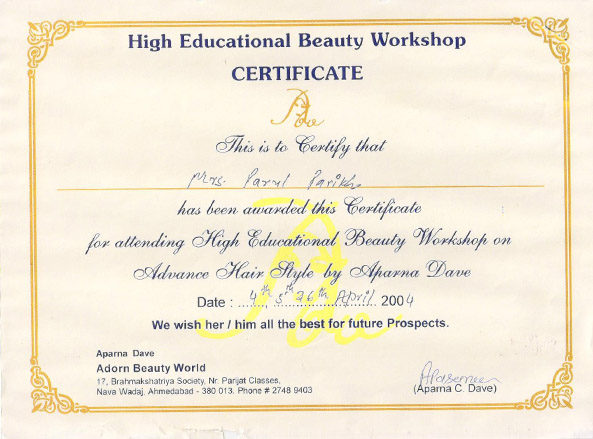 High Educational Beauty Workshop
CERTIFICATE
This is to Certify that
Mrs. Parul Parikh
has been awarded this Certificate
for attending High Educational Beauty Workshop on
Advance Hair Style by Aparna Dave
Date : 4th 5th &6th April 2004
We wish her / him all the best for future Prospects.
Aparna Dave
Adorn Beauty World
17, Brahmakshatriya Society, Nr. Parijat Classes,
Nava Wadaj, Ahmedabad - 380 013. Phone # 2748 9403
(Aparna C. Dave)